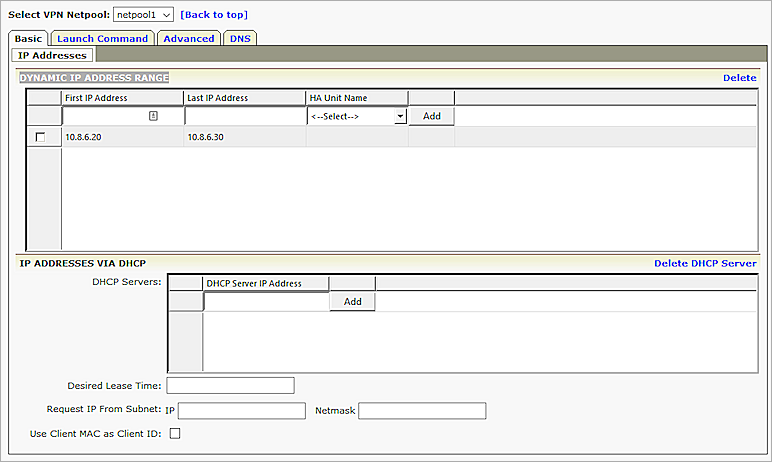 Select VPN Netpool: netpool1 [Back to top]
Basic Launch Command Advanced DNS
IP Addresses
DYNAMIC IP ADDRESS RANGE Delete
First IP Address Last IP Address HA Unit Name
<--Select--> Add
10.8.6.20 10.8.6.30
IP ADDRESSES VIA DHCP Delete DHCP Server
DHCP Servers: DHCP Server IP Address
Add
Desired Lease Time:
Request IP From Subnet: IP Netmask
Use Client MAC as Client ID: